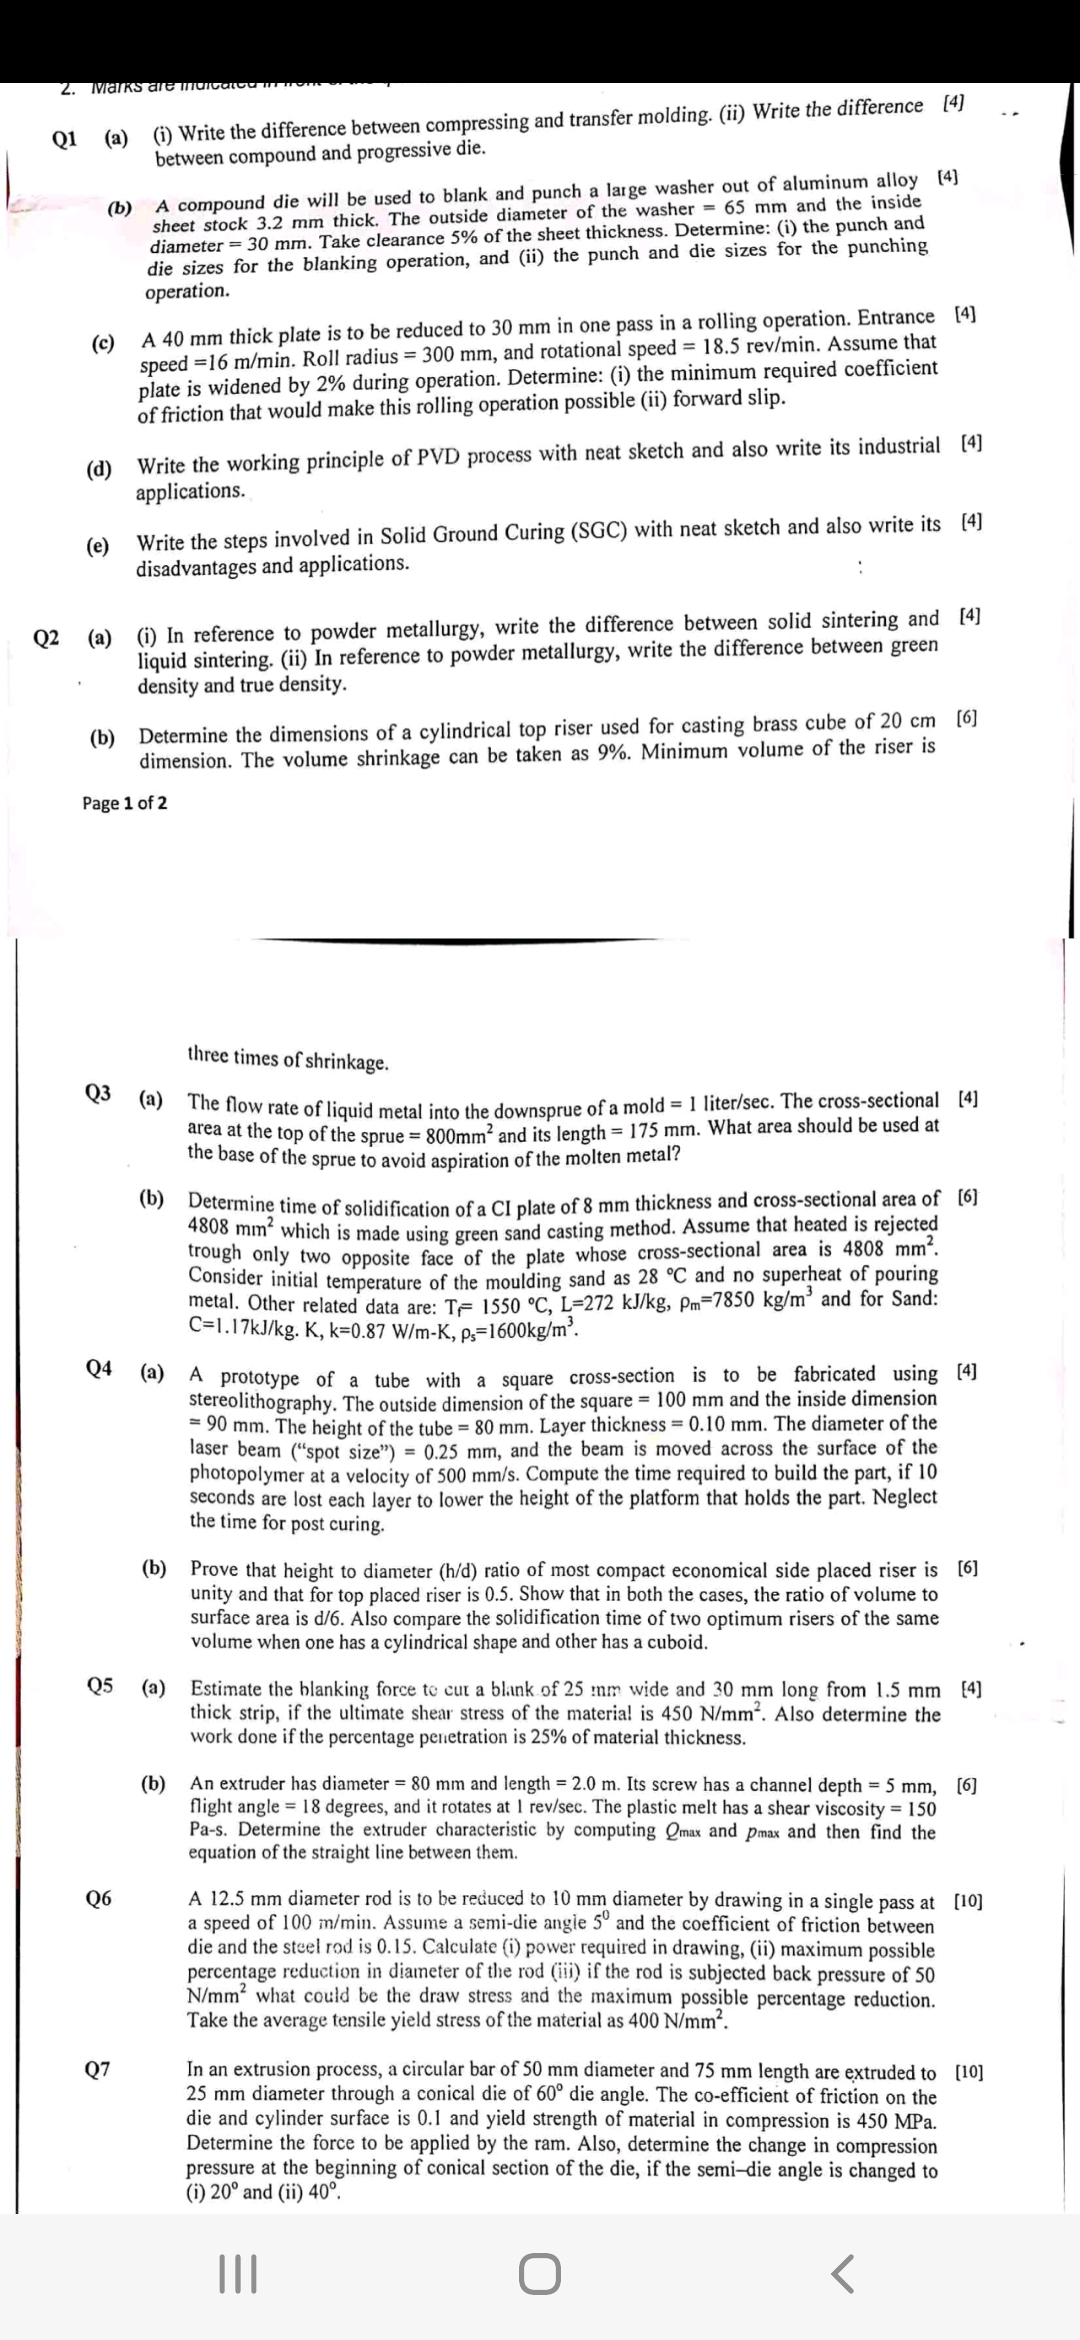 2. Marks are indicated in front of the
Q1 (a) (i) Write the difference between compressing and transfer molding. (ii) Write the difference [4]
between compound and progressive die.
(b) A compound die will be used to blank and punch a large washer out of aluminum alloy [4]
sheet stock 3.2 mm thick. The outside diameter of the washer = 65 mm and the inside
diameter = 30 mm. Take clearance 5% of the sheet thickness. Determine: (i) the punch and
die sizes for the blanking operation, and (ii) the punch and die sizes for the punching
operation.
(c) A 40 mm thick plate is to be reduced to 30 mm in one pass in a rolling operation. Entrance [4]
speed =16 m/min. Roll radius = 300 mm, and rotational speed = 18.5 rev/min. Assume that
plate is widened by 2% during operation. Determine: (i) the minimum required coefficient
of friction that would make this rolling operation possible (ii) forward slip.
(d) Write the working principle of PVD process with neat sketch and also write its industrial [4]
applications.
(e) Write the steps involved in Solid Ground Curing (SGC) with neat sketch and also write its [4]
disadvantages and applications.
Q2 (a) (i) In reference to powder metallurgy, write the difference between solid sintering and [4]
liquid sintering. (ii) In reference to powder metallurgy, write the difference between green
density and true density.
(b) Determine the dimensions of a cylindrical top riser used for casting brass cube of 20 cm [6]
dimension. The volume shrinkage can be taken as 9%. Minimum volume of the riser is
Page 1 of 2
three times of shrinkage.
Q3 (a) The flow rate of liquid metal into the downsprue of a mold = 1 liter/sec. The cross-sectional [4]
area at the top of the sprue = 800mm² and its length = 175 mm. What area should be used at
the base of the sprue to avoid aspiration of the molten metal?
(b) Determine time of solidification of a CI plate of 8 mm thickness and cross-sectional area of [6]
4808 mm² which is made using green sand casting method. Assume that heated is rejected
trough only two opposite face of the plate whose cross-sectional area is 4808 mm².
Consider initial temperature of the moulding sand as 28 ⁰C and no superheat of pouring
metal. Other related data are: Tf= 1550 ⁰C, L=272 kJ/kg, ρm=7850 kg/m³ and for Sand:
C=1.17kJ/kg. K, k=0.87 W/m-K, ρs=1600kg/m³.
Q4 (a) A prototype of a tube with a square cross-section is to be fabricated using [4]
stereolithography. The outside dimension of the square = 100 mm and the inside dimension
= 90 mm. The height of the tube = 80 mm. Layer thickness = 0.10 mm. The diameter of the
laser beam (“spot size”) = 0.25 mm, and the beam is moved across the surface of the
photopolymer at a velocity of 500 mm/s. Compute the time required to build the part, if 10
seconds are lost each layer to lower the height of the platform that holds the part. Neglect
the time for post curing.
(b) Prove that height to diameter (h/d) ratio of most compact economical side placed riser is [6]
unity and that for top placed riser is 0.5. Show that in both the cases, the ratio of volume to
surface area is d/6. Also compare the solidification time of two optimum risers of the same
volume when one has a cylindrical shape and other has a cuboid.
Q5 (a) Estimate the blanking force to cut a blank of 25 mm wide and 30 mm long from 1.5 mm [4]
thick strip, if the ultimate shear stress of the material is 450 N/mm². Also determine the
work done if the percentage penetration is 25% of material thickness.
(b) An extruder has diameter = 80 mm and length = 2.0 m. Its screw has a channel depth = 5 mm, [6]
flight angle = 18 degrees, and it rotates at 1 rev/sec. The plastic melt has a shear viscosity = 150
Pa-s. Determine the extruder characteristic by computing Qmax and pmax and then find the
equation of the straight line between them.
Q6 A 12.5 mm diameter rod is to be reduced to 10 mm diameter by drawing in a single pass at [10]
a speed of 100 m/min. Assume a semi-die angle 5⁰ and the coefficient of friction between
die and the steel rod is 0.15. Calculate (i) power required in drawing, (ii) maximum possible
percentage reduction in diameter of the rod (iii) if the rod is subjected back pressure of 50
N/mm² what could be the draw stress and the maximum possible percentage reduction.
Take the average tensile yield stress of the material as 400 N/mm².
Q7 In an extrusion process, a circular bar of 50 mm diameter and 75 mm length are extruded to [10]
25 mm diameter through a conical die of 60⁰ die angle. The co-efficient of friction on the
die and cylinder surface is 0.1 and yield strength of material in compression is 450 MPa.
Determine the force to be applied by the ram. Also, determine the change in compression
pressure at the beginning of conical section of the die, if the semi–die angle is changed to
(i) 20⁰ and (ii) 40⁰.